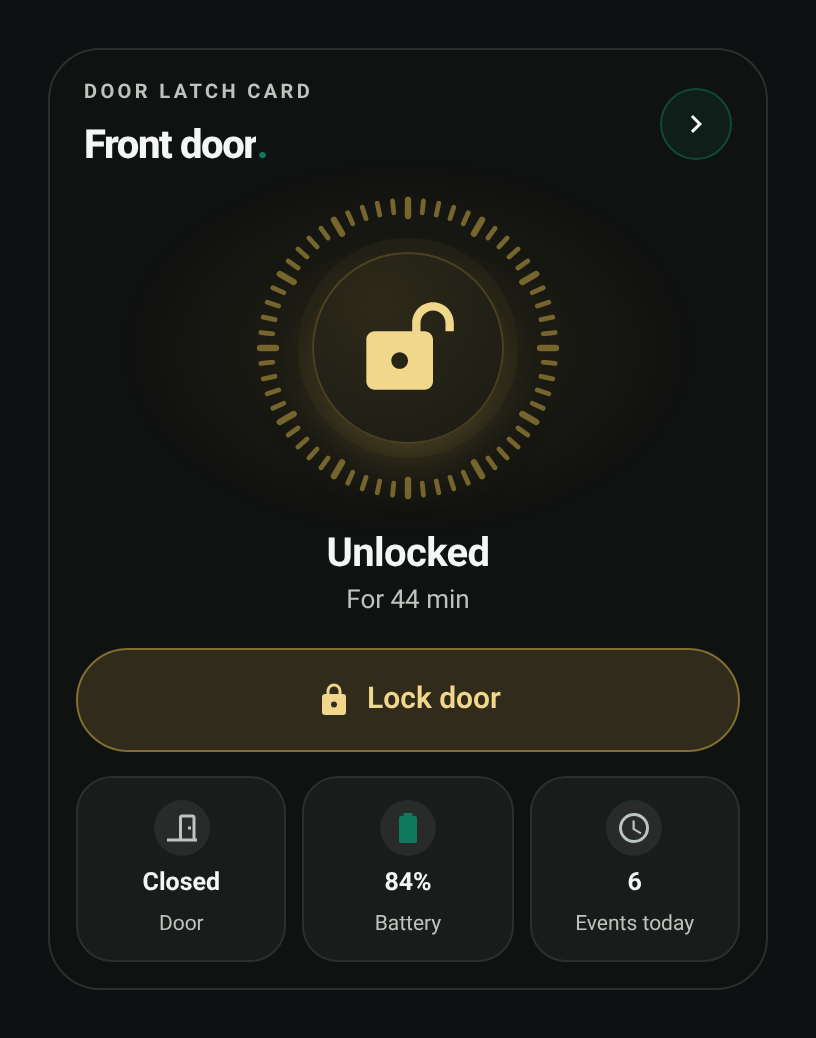 DOOR LATCH CARD
Front door.
Unlocked
For 44 min
Lock door
Closed
Door
84%
Battery
6
Events today